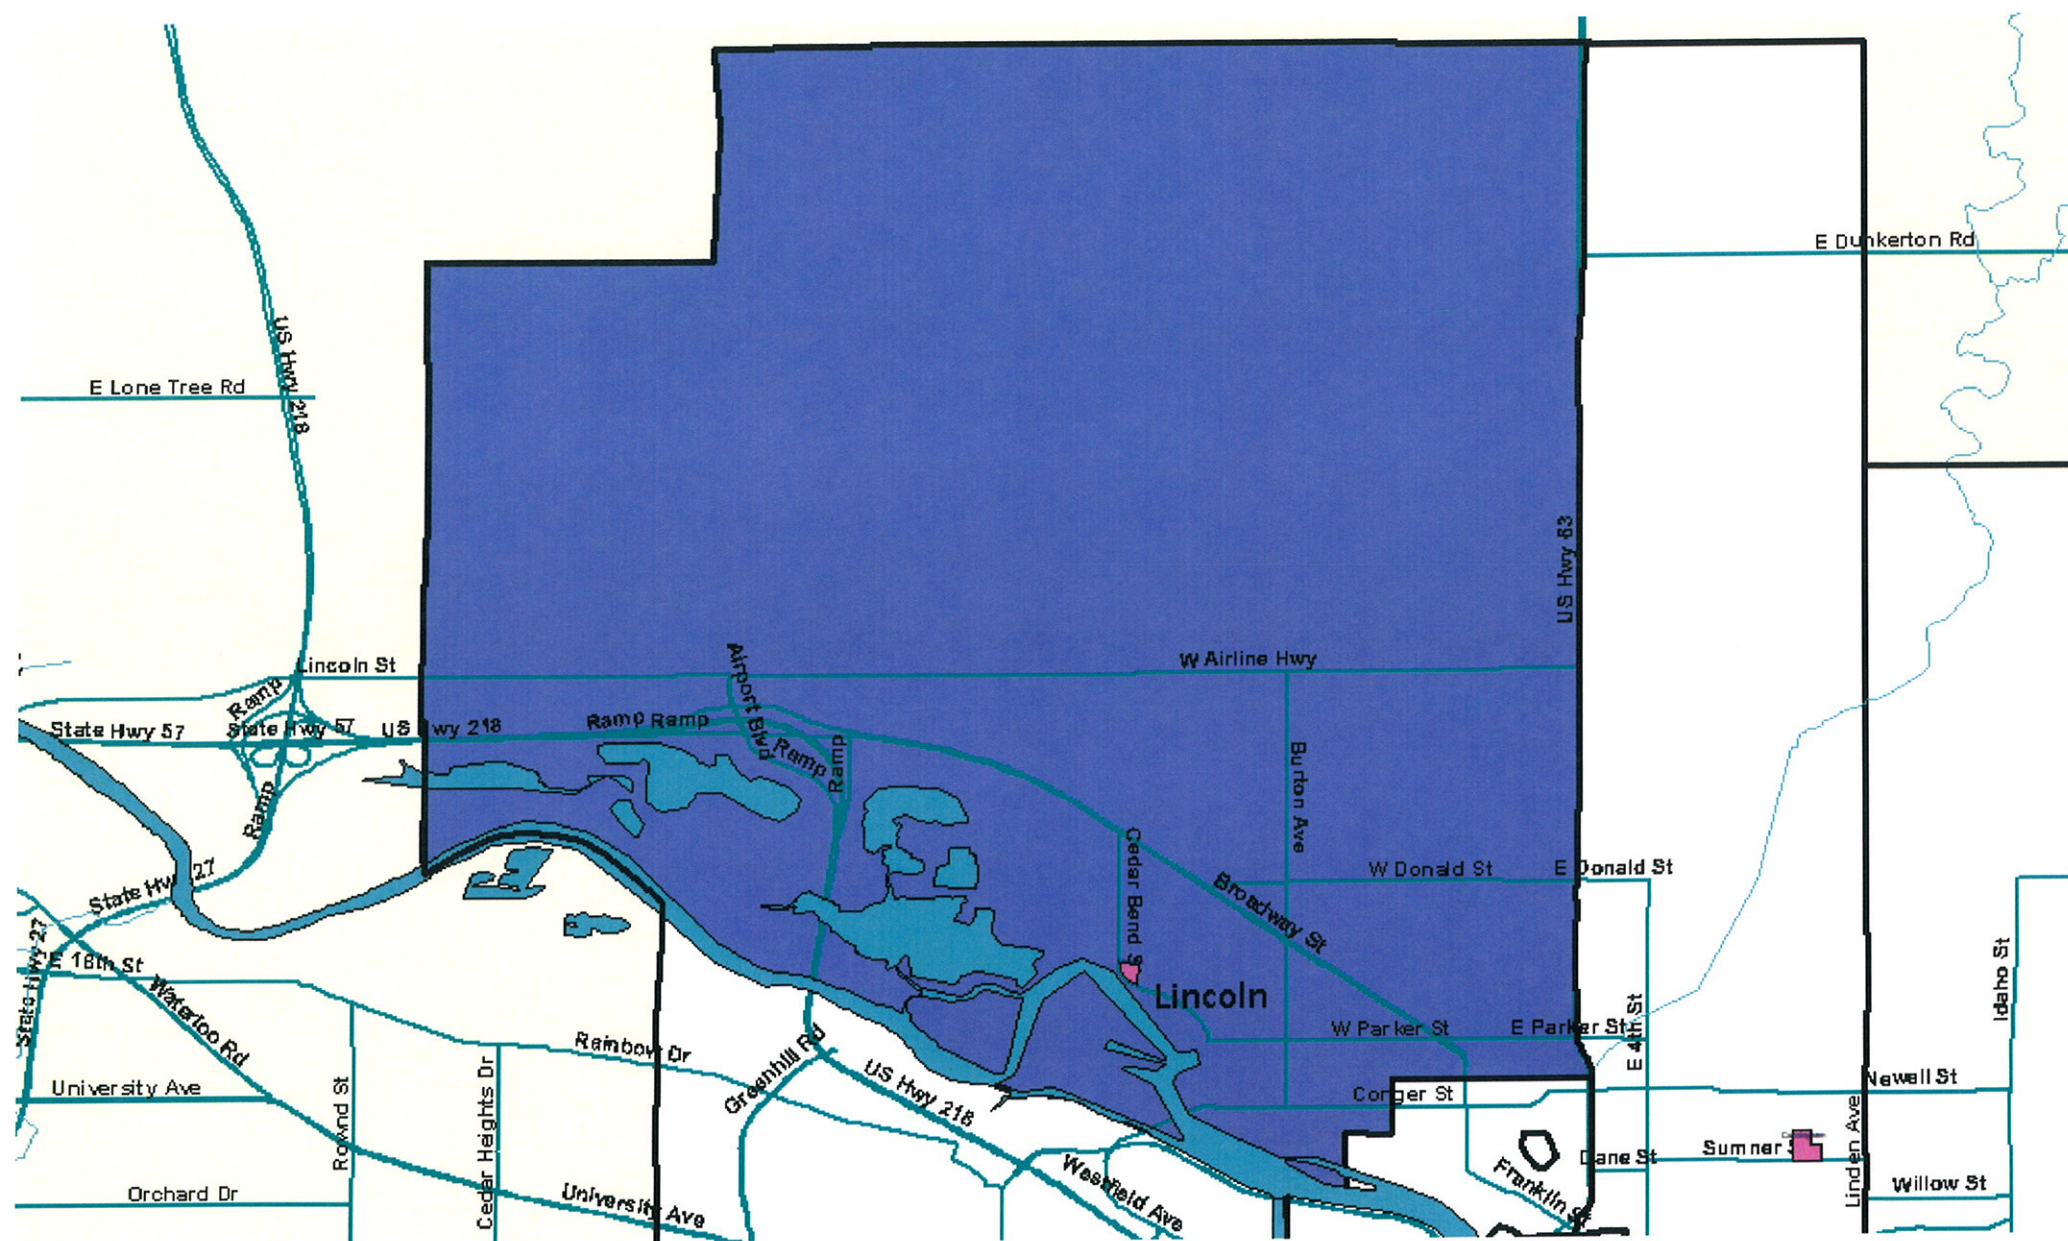 E Dunkerton Rd
US Hwy 218
E Lone Tree Rd
US Hwy 63
Lincoln St
W Airline Hwy
Airport Blvd
Ramp
State Hwy 57
State Hwy 57
US Hwy 218
Ramp Ramp
Ramp
Ramp
Ramp
Burton Ave
Cedar Bend St
W Donald St
E Donald St
State Hwy 27
Broadway St
State Hwy 27
E 18th St
Waterloo Rd
Lincoln
Idaho St
W Parker St
E Parker St
E 4th St
Rainbow Dr
Greenhill Rd
US Hwy 218
University Ave
Rownd St
Cedar Heights Dr
Conger St
Newell St
Linden Ave
Dane St
Sumner S
Westfield Ave
Franklin St
Willow St
Orchard Dr
University Ave